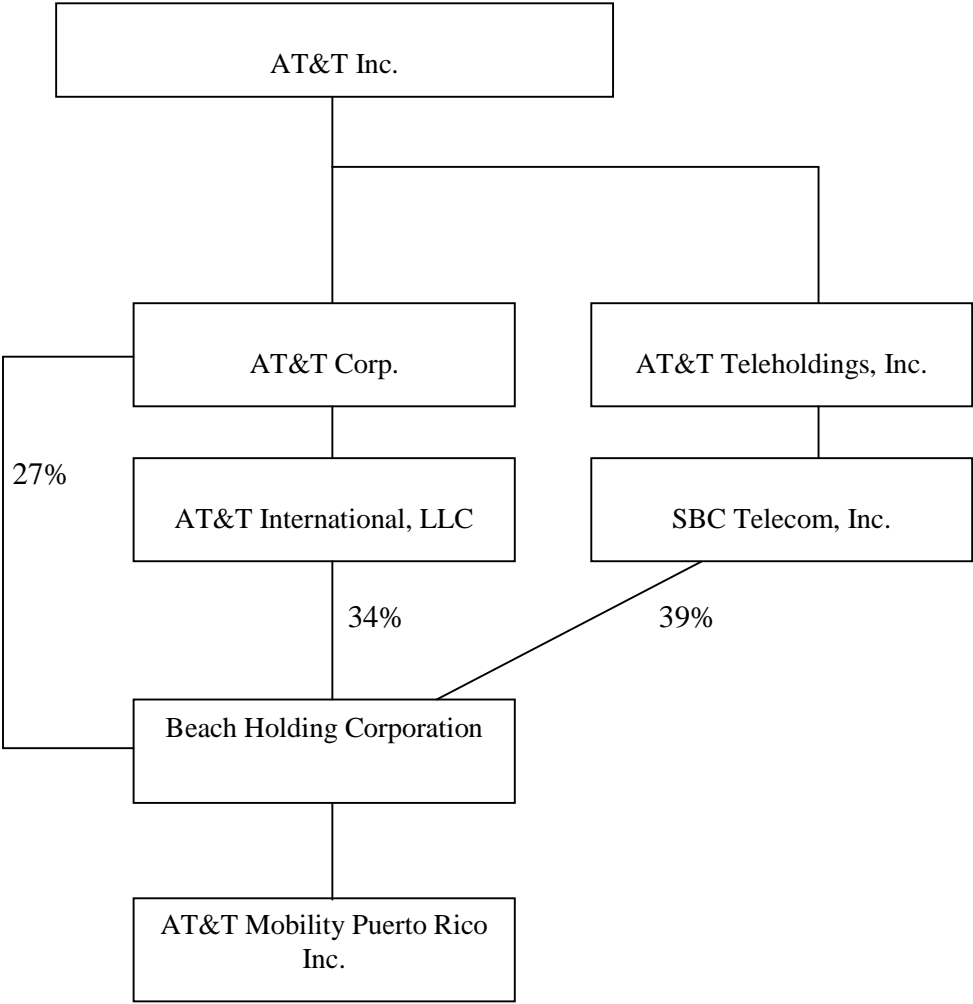 AT&T Inc.
AT&T Corp.
AT&T Teleholdings, Inc.
27%
AT&T International, LLC
SBC Telecom, Inc.
34%
39%
Beach Holding Corporation
AT&T Mobility Puerto Rico
Inc.